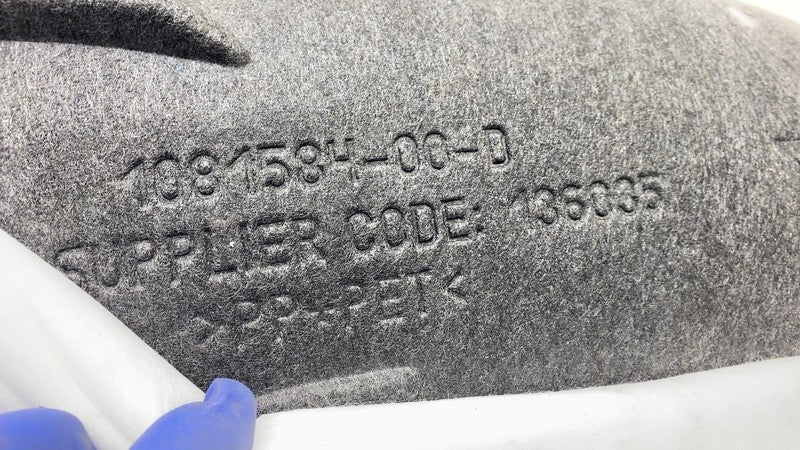 1081584-00-D
SUPPLIER CODE: 136035
>PP+PET<